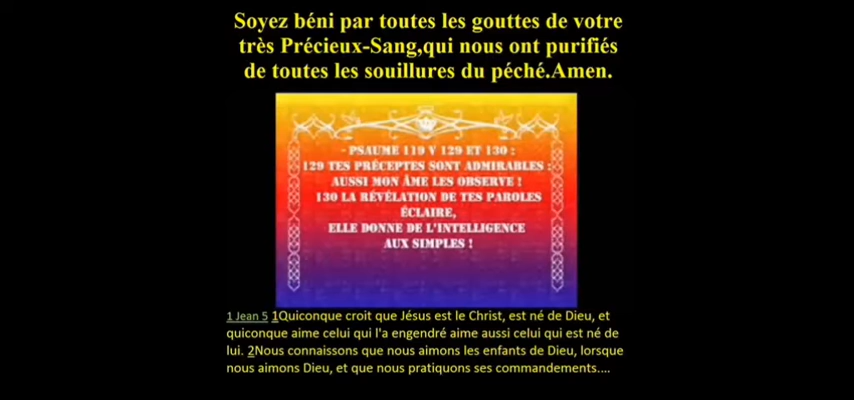 Soyez béni par toutes les gouttes de votre
très Précieux-Sang,qui nous ont purifiés
de toutes les souillures du péché.Amen.
- PSAUME 119 V 129 ET 130 :
129 TES PRÉCEPTES SONT ADMIRABLES :
AUSSI MON ÂME LES OBSERVE !
130 LA RÉVÉLATION DE TES PAROLES
ÉCLAIRE,
ELLE DONNE DE L'INTELLIGENCE
AUX SIMPLES !
1 Jean 5 1Quiconque croit que Jésus est le Christ, est né de Dieu, et
quiconque aime celui qui l'a engendré aime aussi celui qui est né de
lui. 2Nous connaissons que nous aimons les enfants de Dieu, lorsque
nous aimons Dieu, et que nous pratiquons ses commandements....